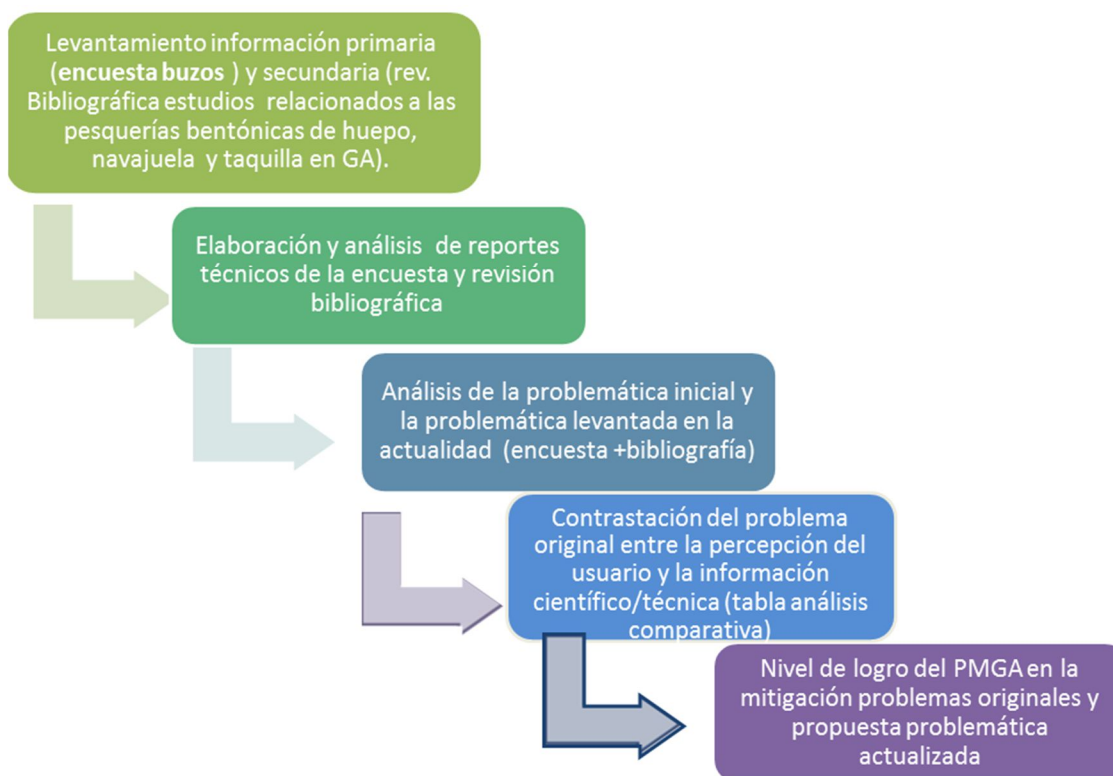 Levantamiento información primaria
(encuesta buzos ) y secundaria (rev.
Bibliográfica estudios relacionados a las
pesquerías bentónicas de huepo,
navajuela y taquilla en GA).
Elaboración y análisis de reportes
técnicos de la encuesta y revisión
bibliográfica
Análisis de la problemática inicial y
la problemática levantada en la
actualidad (encuesta +bibliografía)
Contrastación del problema
original entre la percepción del
usuario y la información
científico/técnica (tabla análisis
comparativa)
Nivel de logro del PMGA en la
mitigación problemas originales y
propuesta problemática
actualizada